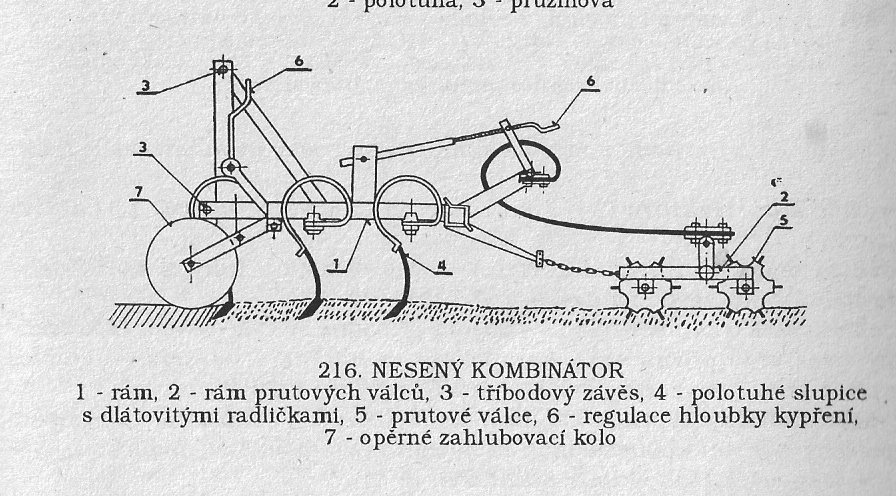 2 - polotuhá, 3 - pružinová
6
3
6
3
7
2
5
1
4
216. NESENÝ KOMBINÁTOR
1 - rám, 2 - rám prutových válců, 3 - tříbodový závěs, 4 - polotuhé slupice
s dlátovitými radličkami, 5 - prutové válce, 6 - regulace hloubky kypření,
7 - opěrné zahlubovací kolo